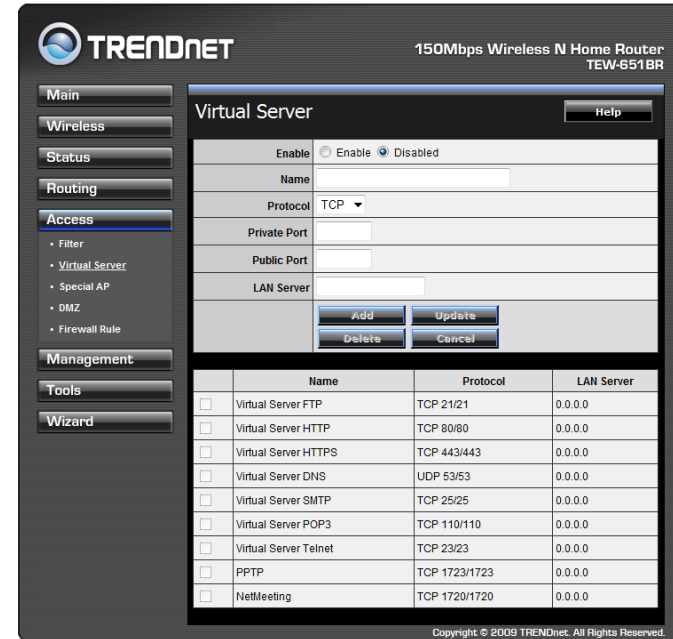 TRENDNET
150Mbps Wireless N Home Router
TEW-651BR
Main
Wireless
Status
Routing
Access
• Filter
• Virtual Server
• Special AP
• DMZ
• Firewall Rule
Management
Tools
Wizard
Virtual Server
Help
Enable Enable Disabled
Name
Protocol TCP
Private Port
Public Port
LAN Server
Add Update
Delete Cancel
Name Protocol LAN Server
Virtual Server FTP TCP 21/21 0.0.0.0
Virtual Server HTTP TCP 80/80 0.0.0.0
Virtual Server HTTPS TCP 443/443 0.0.0.0
Virtual Server DNS UDP 53/53 0.0.0.0
Virtual Server SMTP TCP 25/25 0.0.0.0
Virtual Server POP3 TCP 110/110 0.0.0.0
Virtual Server Telnet TCP 23/23 0.0.0.0
PPTP TCP 1723/1723 0.0.0.0
NetMeeting TCP 1720/1720 0.0.0.0
Copyright © 2009 TRENDnet. All Rights Reserved.